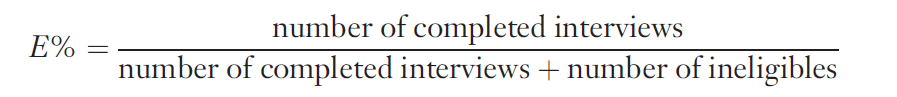 number of completed interviews
E% =
number of completed interviews + number of ineligibles